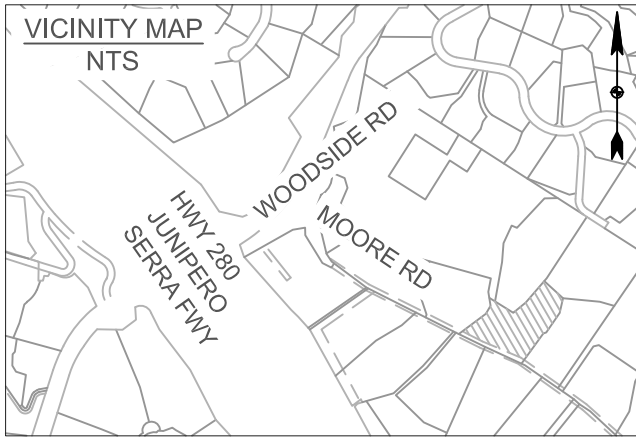 VICINITY MAP
NTS
WOODSIDE RD
MOORE RD
HWY 280
JUNIPERO
SERRA FWY